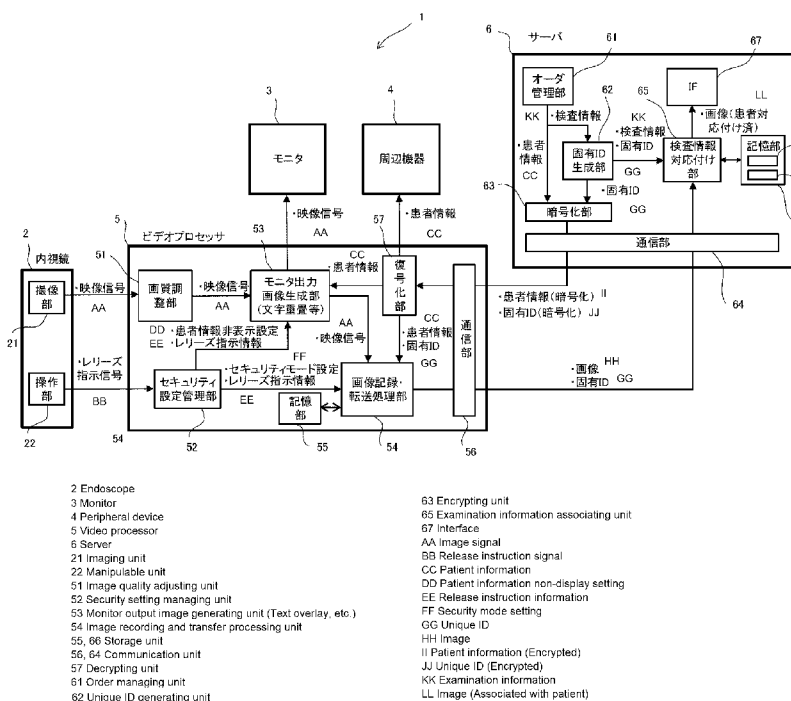 1
6
サーバ
61
67
オーダ
管理部
IF
62
65
LL
KK
・検査情報
KK
・検査情報
・固有ID
・画像(患者対
応付け済)
・患者
情報
CC
固有ID
生成部
検査情報
対応付け
部
記憶部
GG
・固有ID
63
GG
暗号化部
通信部
64
3
モニタ
4
周辺機器
・映像信号
AA
・患者情報
CC
5
ビデオプロセッサ
53
57
2
内視鏡
51
撮像
部
21
・映像信号
AA
画質調
整部
・映像信号
AA
モニタ出力
画像生成部
(文字重畳等)
CC
・患者情報
復号
化部
通信部
・患者情報(暗号化) II
・固有ID(暗号化) JJ
DD ・患者情報非表示設定
EE ・レリーズ指示情報
AA
・映像信号
CC
・患者情報
・固有ID
GG
FF
・セキュリティモード設定
・レリーズ指示情報
EE
操作
部
22
・レリーズ
指示信号
BB
セキュリティ
設定管理部
画像記録・
転送処理部
記憶
部
HH
・画像
・固有ID GG
54
52
55
54
56
2 Endoscope
3 Monitor
4 Peripheral device
5 Video processor
6 Server
21 Imaging unit
22 Manipulable unit
51 Image quality adjusting unit
52 Security setting managing unit
53 Monitor output image generating unit (Text overlay, etc.)
54 Image recording and transfer processing unit
55, 66 Storage unit
56, 64 Communication unit
57 Decrypting unit
61 Order managing unit
62 Unique ID generating unit
63 Encrypting unit
65 Examination information associating unit
67 Interface
AA Image signal
BB Release instruction signal
CC Patient information
DD Patient information non-display setting
EE Release instruction information
FF Security mode setting
GG Unique ID
HH Image
II Patient information (Encrypted)
JJ Unique ID (Encrypted)
KK Examination information
LL Image (Associated with patient)